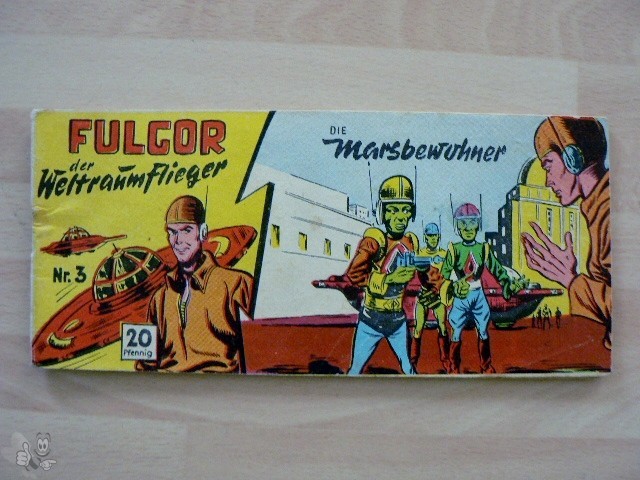 FULGOR
der
Weltraumflieger
Nr. 3
20
Pfennig
DIE
Marsbewohner